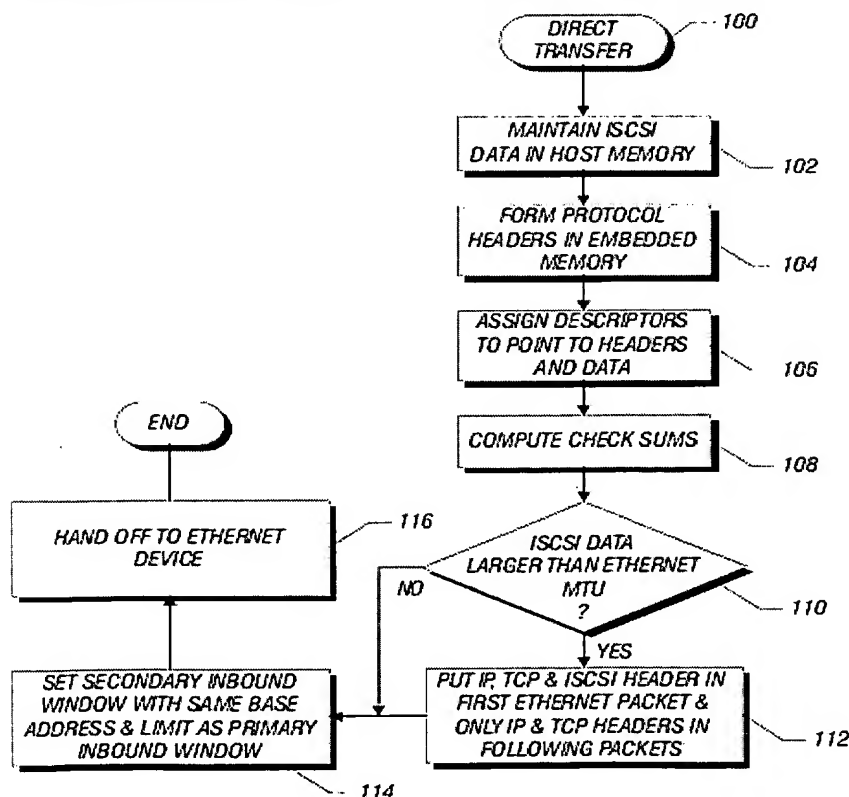 DIRECT
TRANSFER
100
MAINTAIN ISCSI
DATA IN HOST MEMORY
102
FORM PROTOCOL
HEADERS IN EMBEDDED
MEMORY
104
ASSIGN DESCRIPTORS
TO POINT TO HEADERS
AND DATA
106
COMPUTE CHECK SUMS
108
ISCSI DATA
LARGER THAN ETHERNET
MTU
?
110
NO
YES
PUT IP, TCP & ISCSI HEADER IN
FIRST ETHERNET PACKET &
ONLY IP & TCP HEADERS IN
FOLLOWING PACKETS
112
SET SECONDARY INBOUND
WINDOW WITH SAME BASE
ADDRESS & LIMIT AS PRIMARY
INBOUND WINDOW
114
HAND OFF TO ETHERNET
DEVICE
116
END